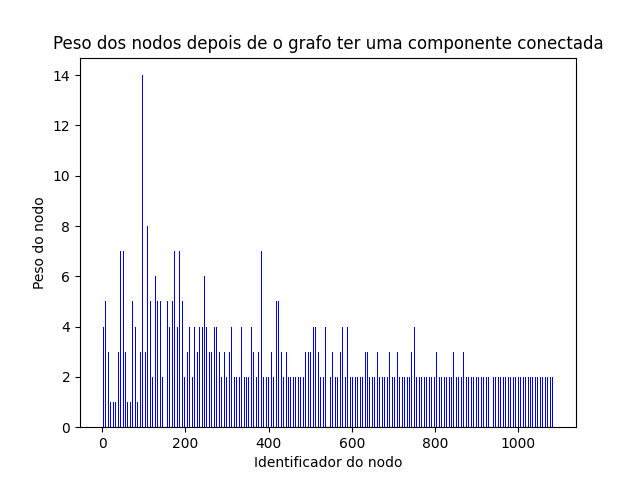 Peso dos nodos depois de o grafo ter uma componente conectada
14
12
10
8
6
4
2
0
Peso do nodo
0 200 400 600 800 1000
Identificador do nodo